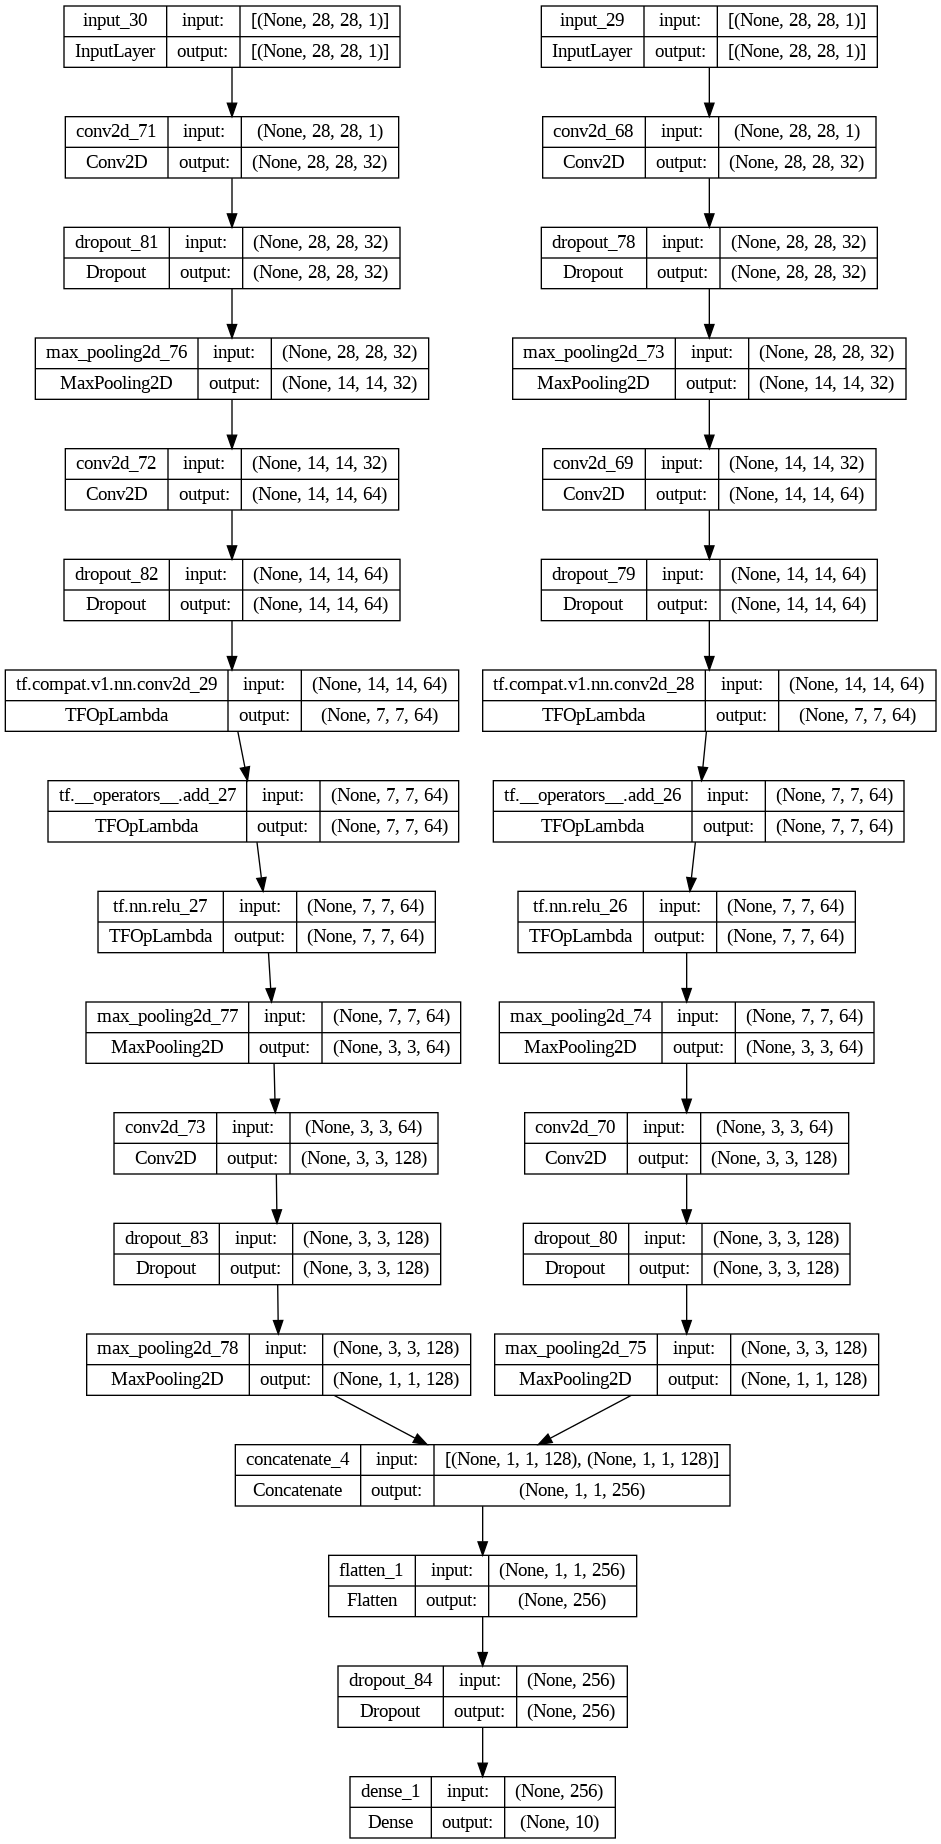 input_30 input: [(None, 28, 28, 1)]
InputLayer output: [(None, 28, 28, 1)]
input_29 input: [(None, 28, 28, 1)]
InputLayer output: [(None, 28, 28, 1)]
conv2d_71 input: (None, 28, 28, 1)
Conv2D output: (None, 28, 28, 32)
conv2d_68 input: (None, 28, 28, 1)
Conv2D output: (None, 28, 28, 32)
dropout_81 input: (None, 28, 28, 32)
Dropout output: (None, 28, 28, 32)
dropout_78 input: (None, 28, 28, 32)
Dropout output: (None, 28, 28, 32)
max_pooling2d_76 input: (None, 28, 28, 32)
MaxPooling2D output: (None, 14, 14, 32)
max_pooling2d_73 input: (None, 28, 28, 32)
MaxPooling2D output: (None, 14, 14, 32)
conv2d_72 input: (None, 14, 14, 32)
Conv2D output: (None, 14, 14, 64)
conv2d_69 input: (None, 14, 14, 32)
Conv2D output: (None, 14, 14, 64)
dropout_82 input: (None, 14, 14, 64)
Dropout output: (None, 14, 14, 64)
dropout_79 input: (None, 14, 14, 64)
Dropout output: (None, 14, 14, 64)
tf.compat.v1.nn.conv2d_29 input: (None, 14, 14, 64)
TFOpLambda output: (None, 7, 7, 64)
tf.compat.v1.nn.conv2d_28 input: (None, 14, 14, 64)
TFOpLambda output: (None, 7, 7, 64)
tf.__operators__.add_27 input: (None, 7, 7, 64)
TFOpLambda output: (None, 7, 7, 64)
tf.__operators__.add_26 input: (None, 7, 7, 64)
TFOpLambda output: (None, 7, 7, 64)
tf.nn.relu_27 input: (None, 7, 7, 64)
TFOpLambda output: (None, 7, 7, 64)
tf.nn.relu_26 input: (None, 7, 7, 64)
TFOpLambda output: (None, 7, 7, 64)
max_pooling2d_77 input: (None, 7, 7, 64)
MaxPooling2D output: (None, 3, 3, 64)
max_pooling2d_74 input: (None, 7, 7, 64)
MaxPooling2D output: (None, 3, 3, 64)
conv2d_73 input: (None, 3, 3, 64)
Conv2D output: (None, 3, 3, 128)
conv2d_70 input: (None, 3, 3, 64)
Conv2D output: (None, 3, 3, 128)
dropout_83 input: (None, 3, 3, 128)
Dropout output: (None, 3, 3, 128)
dropout_80 input: (None, 3, 3, 128)
Dropout output: (None, 3, 3, 128)
max_pooling2d_78 input: (None, 3, 3, 128)
MaxPooling2D output: (None, 1, 1, 128)
max_pooling2d_75 input: (None, 3, 3, 128)
MaxPooling2D output: (None, 1, 1, 128)
concatenate_4 input: [(None, 1, 1, 128), (None, 1, 1, 128)]
Concatenate output: (None, 1, 1, 256)
flatten_1 input: (None, 1, 1, 256)
Flatten output: (None, 256)
dropout_84 input: (None, 256)
Dropout output: (None, 256)
dense_1 input: (None, 256)
Dense output: (None, 10)